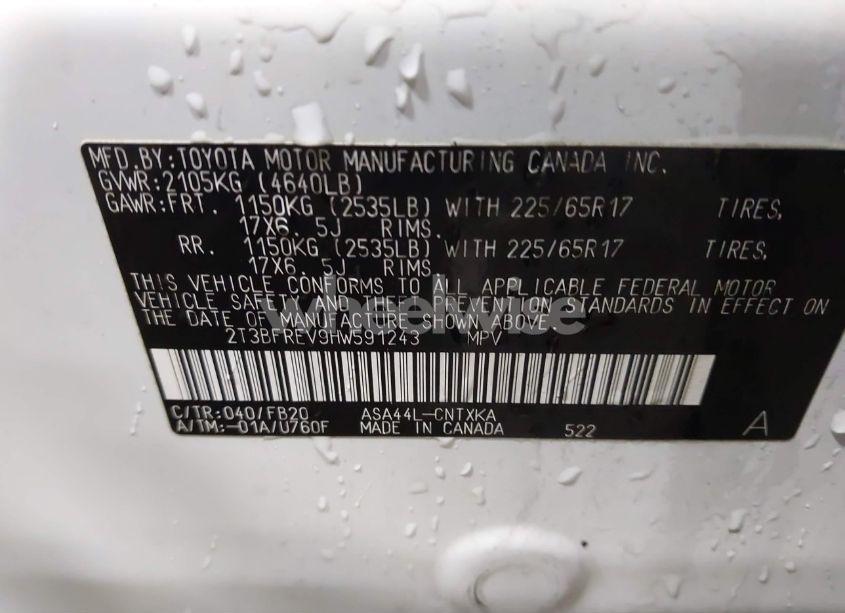 MFD.BY:TOYOTA MOTOR MANUFACTURING CANADA INC.
GVWR:2105KG (4640LB)
GAWR:FRT. 1150KG (2535LB) WITH 225/65R17 TIRES,
17X6. 5J RIMS.
RR. 1150KG (2535LB) WITH 225/65R17 TIRES,
17X6. 5J RIMS.
THIS VEHICLE CONFORMS TO ALL APPLICABLE FEDERAL MOTOR
VEHICLE SAFETY AND THEFT PREVENTION STANDARDS IN EFFECT ON
THE DATE OF MANUFACTURE SHOWN ABOVE.
wheelwise
2T3BFREV9HW591243 MPV
C/TR:040/FB20 ASA44L-CNTXKA
A/TM:-01A/U760F MADE IN CANADA 522 A